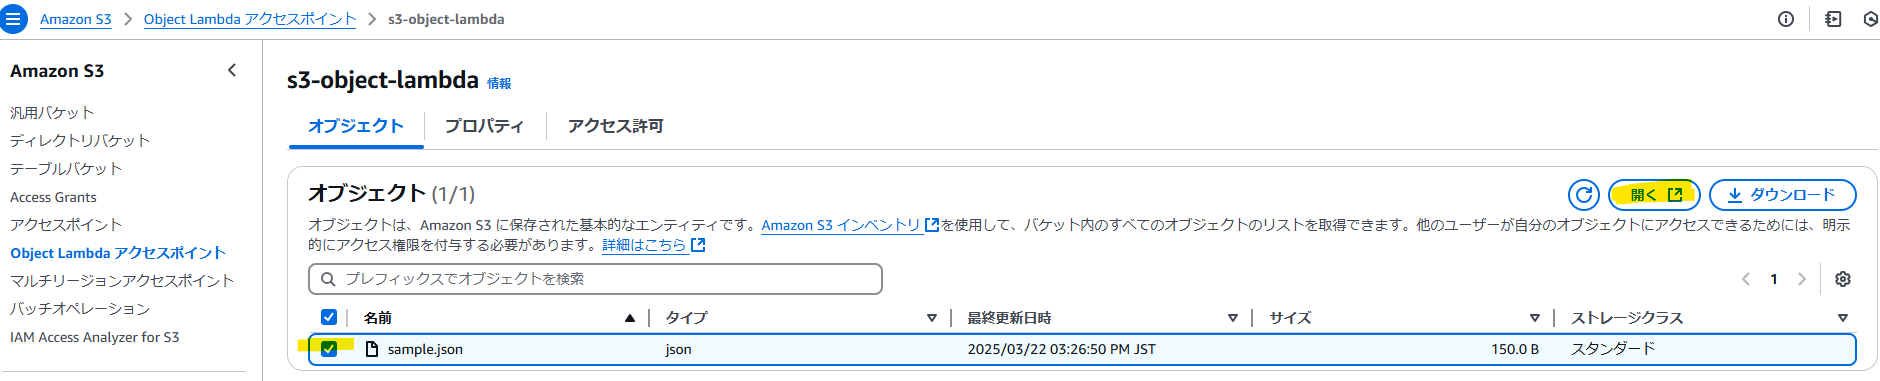 Amazon S3 > Object Lambda アクセスポイント > s3-object-lambda
Amazon S3
汎用バケット
ディレクトリバケット
テーブルバケット
Access Grants
アクセスポイント
Object Lambda アクセスポイント
マルチリージョンアクセスポイント
バッチオペレーション
IAM Access Analyzer for S3
s3-object-lambda 情報
オブジェクト プロパティ アクセス許可
オブジェクト (1/1) 開く ダウンロード
オブジェクトは、Amazon S3 に保存された基本的なエンティティです。Amazon S3 インベントリ を使用して、バケット内のすべてのオブジェクトのリストを取得できます。他のユーザーが自分のオブジェクトにアクセスできるためには、明示
的にアクセス権限を付与する必要があります。詳細はこちら
プレフィックスでオブジェクトを検索 1
名前 タイプ 最終更新日時 サイズ ストレージクラス
sample.json json 2025/03/22 03:26:50 PM JST 150.0 B スタンダード